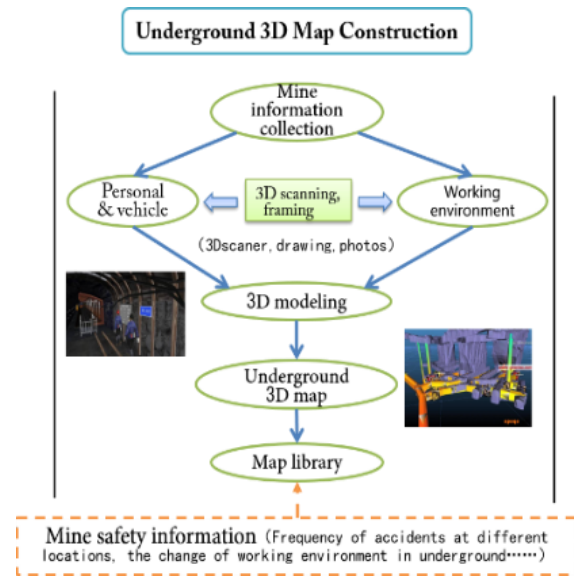 Underground 3D Map Construction
Mine
information
collection
Personal
& vehicle
3D scanning,
framing
Working
environment
(3Dscaner, drawing, photos)
3D modeling
Underground
3D map
Map library
Mine safety information (Frequency of accidents at different
locations, the change of working environment in underground……)